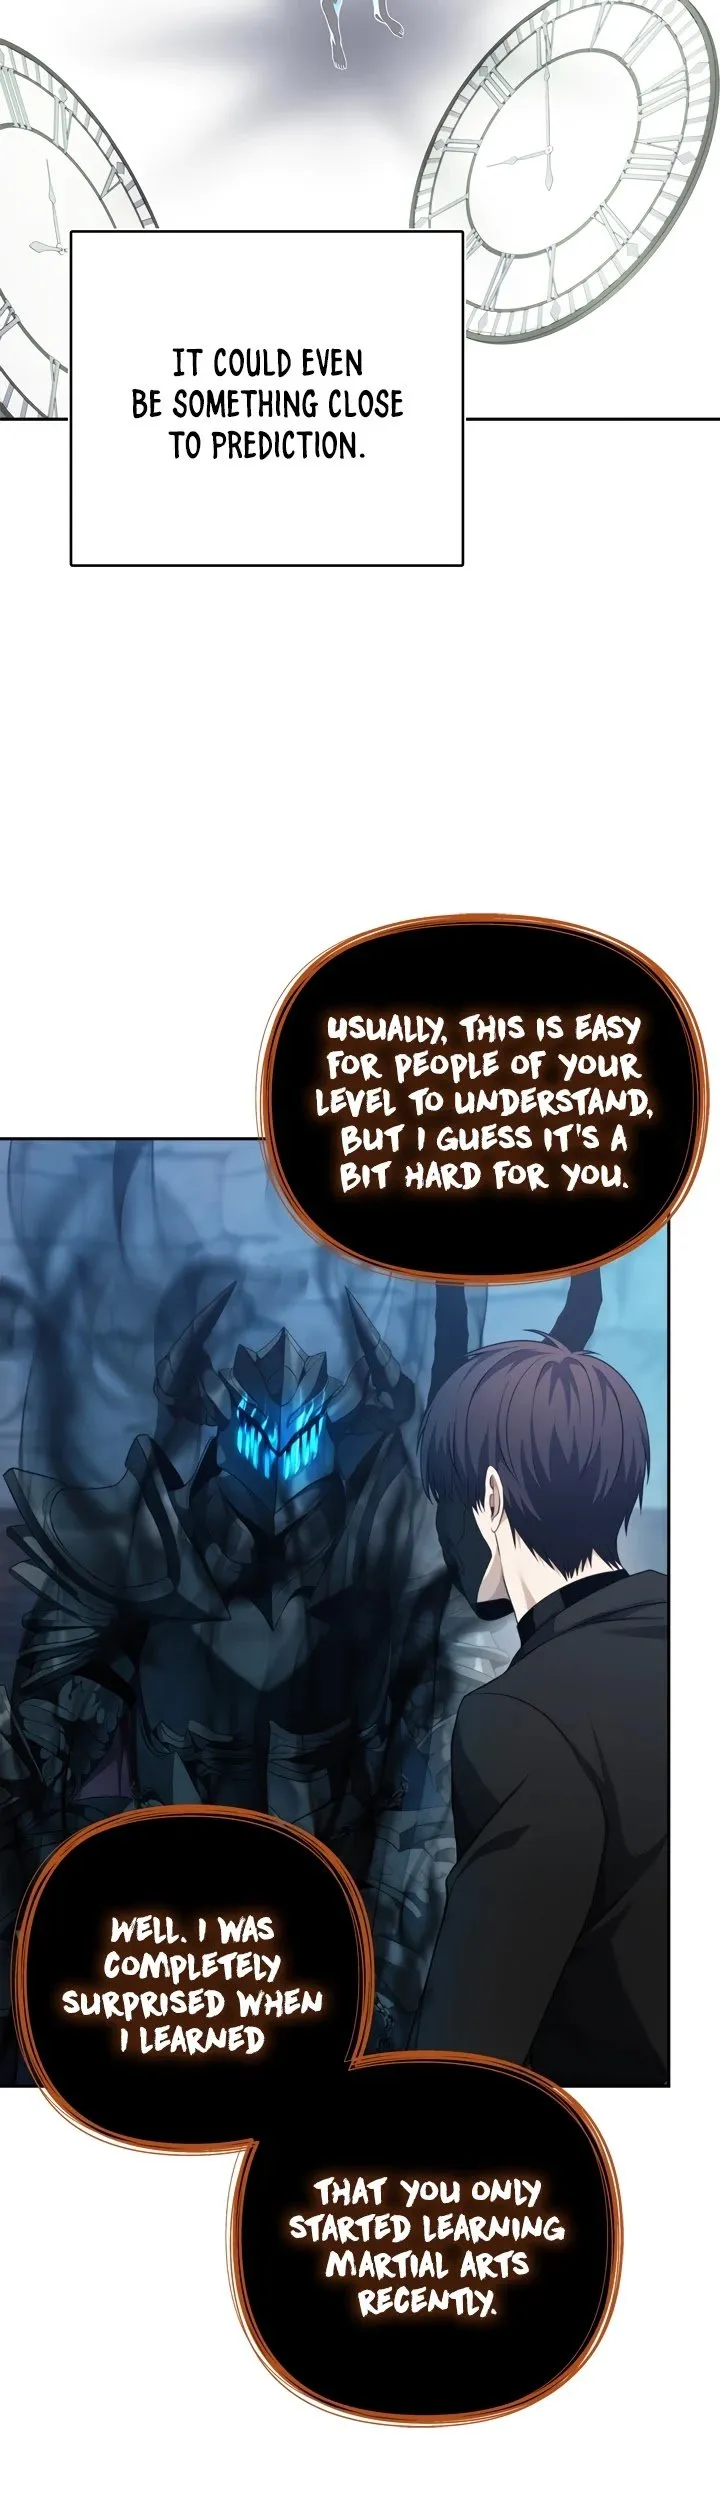 IT COULD EVEN
BE SOMETHING CLOSE
TO PREDICTION.
USUALLY, THIS IS EASY
FOR PEOPLE OF YOUR
LEVEL TO UNDERSTAND,
BUT I GUESS IT'S A
BIT HARD FOR YOU.
WELL. I WAS
COMPLETELY
SURPRISED WHEN
I LEARNED
THAT YOU ONLY
STARTED LEARNING
MARTIAL ARTS
RECENTLY.